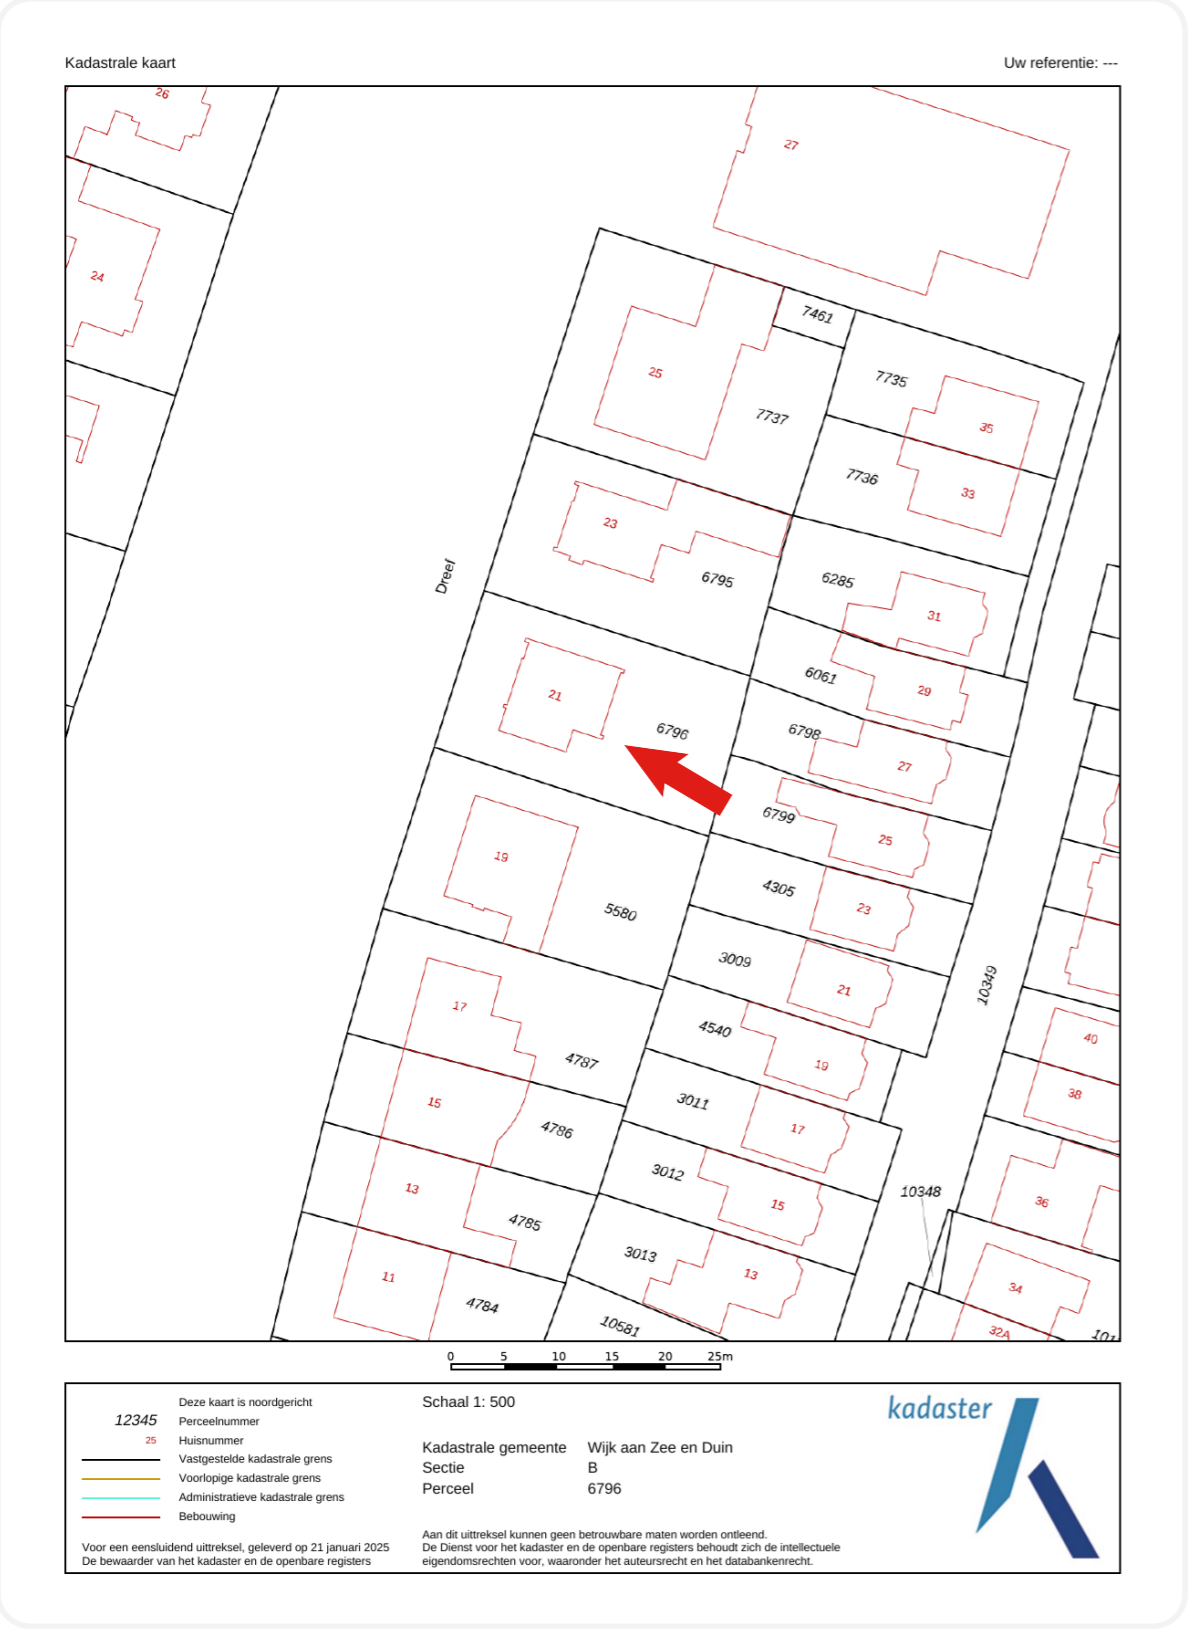 Kadastrale kaart
Uw referentie: ---
26
27
24
7461
25
7735
7737
35
7736
33
23
6795
6285
31
Dreef
6061
29
21
6796
6798
27
6799
25
19
4305
23
5580
3009
21
10349
17
4540
40
4787
19
38
15
3011
17
4786
3012
13
10348
15
36
4785
3013
13
11
34
4784
10581
32A
101
0 5 10 15 20 25m
Deze kaart is noordgericht
12345 Perceelnummer
25 Huisnummer
Vastgestelde kadastrale grens
Voorlopige kadastrale grens
Administratieve kadastrale grens
Bebouwing
Voor een eensluidend uittreksel, geleverd op 21 januari 2025
De bewaarder van het kadaster en de openbare registers
Schaal 1: 500
Kadastrale gemeente Wijk aan Zee en Duin
Sectie B
Perceel 6796
Aan dit uittreksel kunnen geen betrouwbare maten worden ontleend.
De Dienst voor het kadaster en de openbare registers behoudt zich de intellectuele
eigendomsrechten voor, waaronder het auteursrecht en het databankenrecht.
kadaster